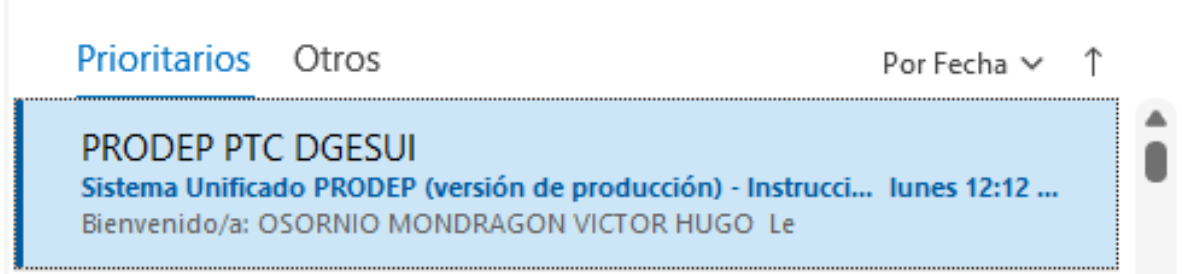 Prioritarios Otros Por Fecha
PRODEP PTC DGESUI
Sistema Unificado PRODEP (versión de producción) - Instrucci... lunes 12:12 ...
Bienvenido/a: OSORNIO MONDRAGON VICTOR HUGO Le